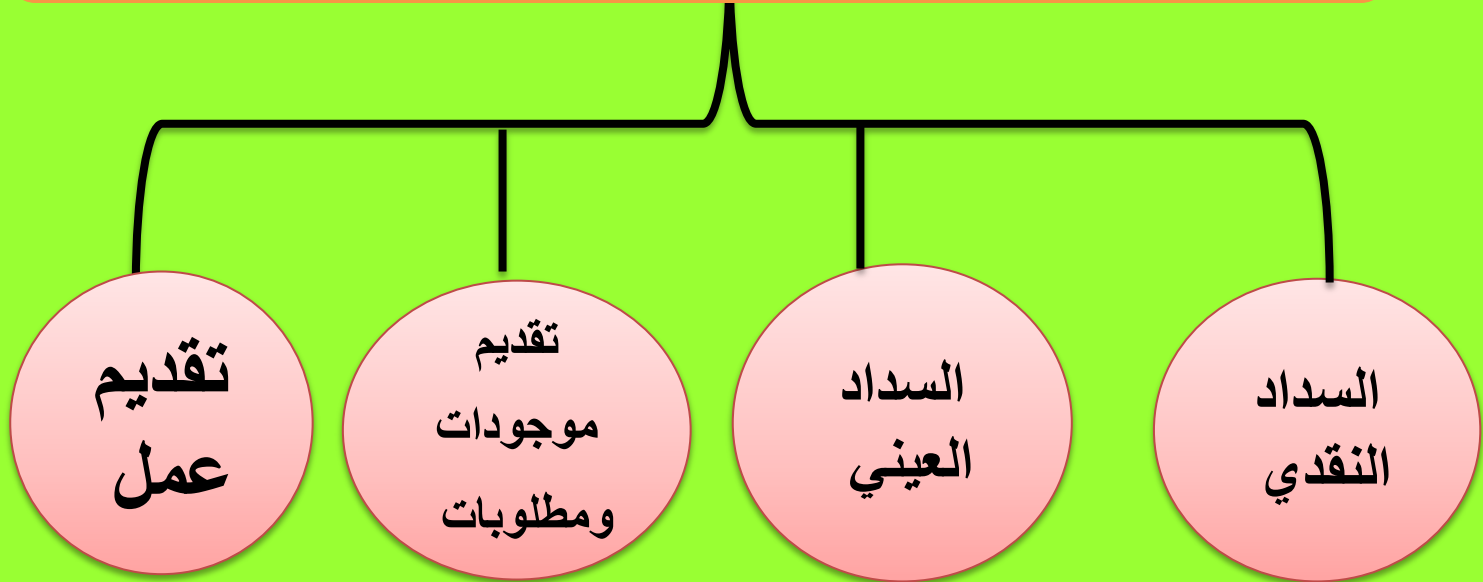 السداد
النقدي
السداد
العيني
تقديم
موجودات
ومطلوبات
تقديم
عمل